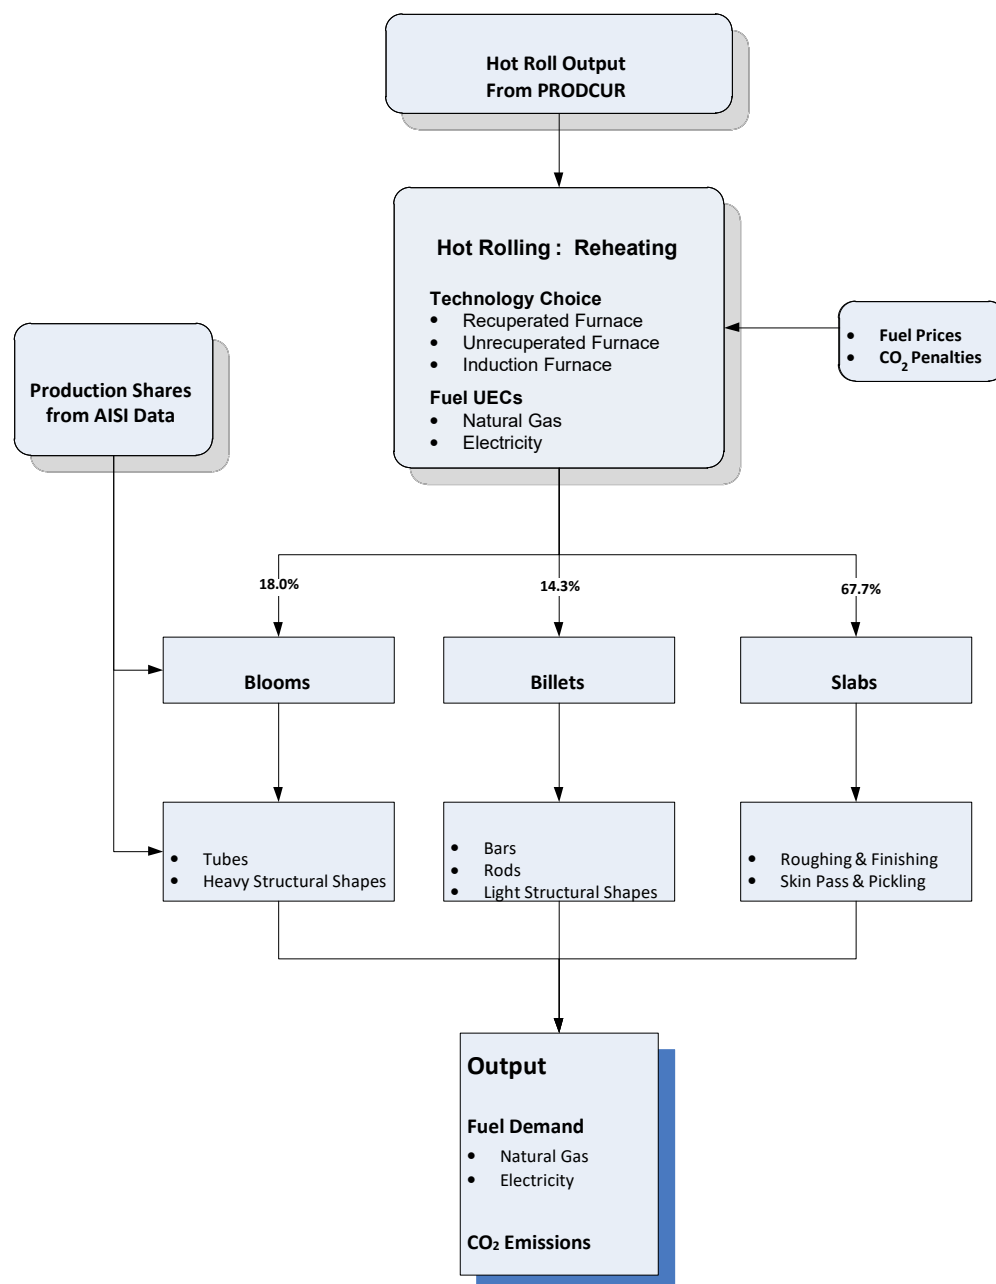 Hot Roll Output
From PRODCUR
Hot Rolling : Reheating
Technology Choice
• Recuperated Furnace
• Unrecuperated Furnace
• Induction Furnace
Fuel UECs
• Natural Gas
• Electricity
• Fuel Prices
• CO₂ Penalties
Production Shares
from AISI Data
18.0%
14.3%
67.7%
Blooms
Billets
Slabs
• Tubes
• Heavy Structural Shapes
• Bars
• Rods
• Light Structural Shapes
• Roughing & Finishing
• Skin Pass & Pickling
Output
Fuel Demand
• Natural Gas
• Electricity
CO₂ Emissions